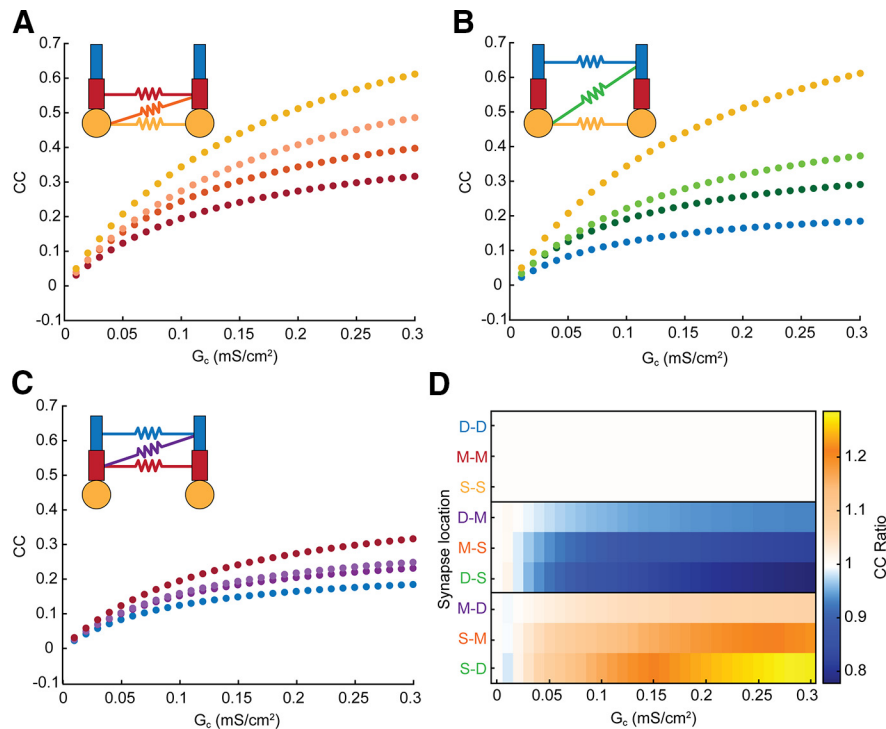 A
0.7
0.6
0.5
0.4
0.3
0.2
0.1
0
-0.1
CC
0 0.05 0.1 0.15 0.2 0.25 0.3
Gc (mS/cm²)
B
0.7
0.6
0.5
0.4
0.3
0.2
0.1
0
-0.1
CC
0 0.05 0.1 0.15 0.2 0.25 0.3
Gc (mS/cm²)
C
0.7
0.6
0.5
0.4
0.3
0.2
0.1
0
-0.1
CC
0 0.05 0.1 0.15 0.2 0.25 0.3
Gc (mS/cm²)
D
Synapse location
D-D
M-M
S-S
D-M
M-S
D-S
M-D
S-M
S-D
0 0.05 0.1 0.15 0.2 0.25 0.3
Gc (mS/cm²)
1.2
1.1
1
0.9
0.8
CC Ratio